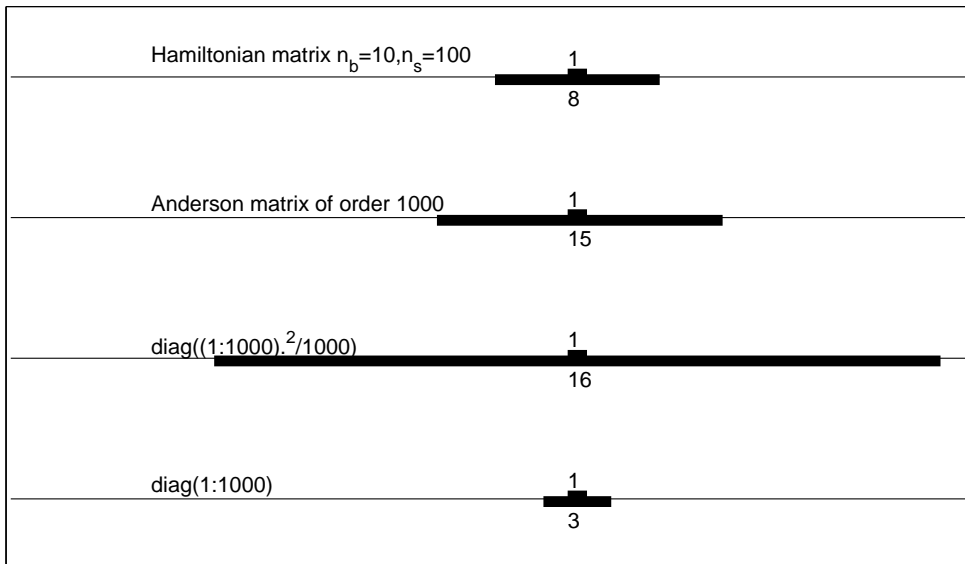 Hamiltonian matrix n_b=10,n_s=100
1
8
Anderson matrix of order 1000
1
15
diag((1:1000).^2/1000)
1
16
diag(1:1000)
1
3